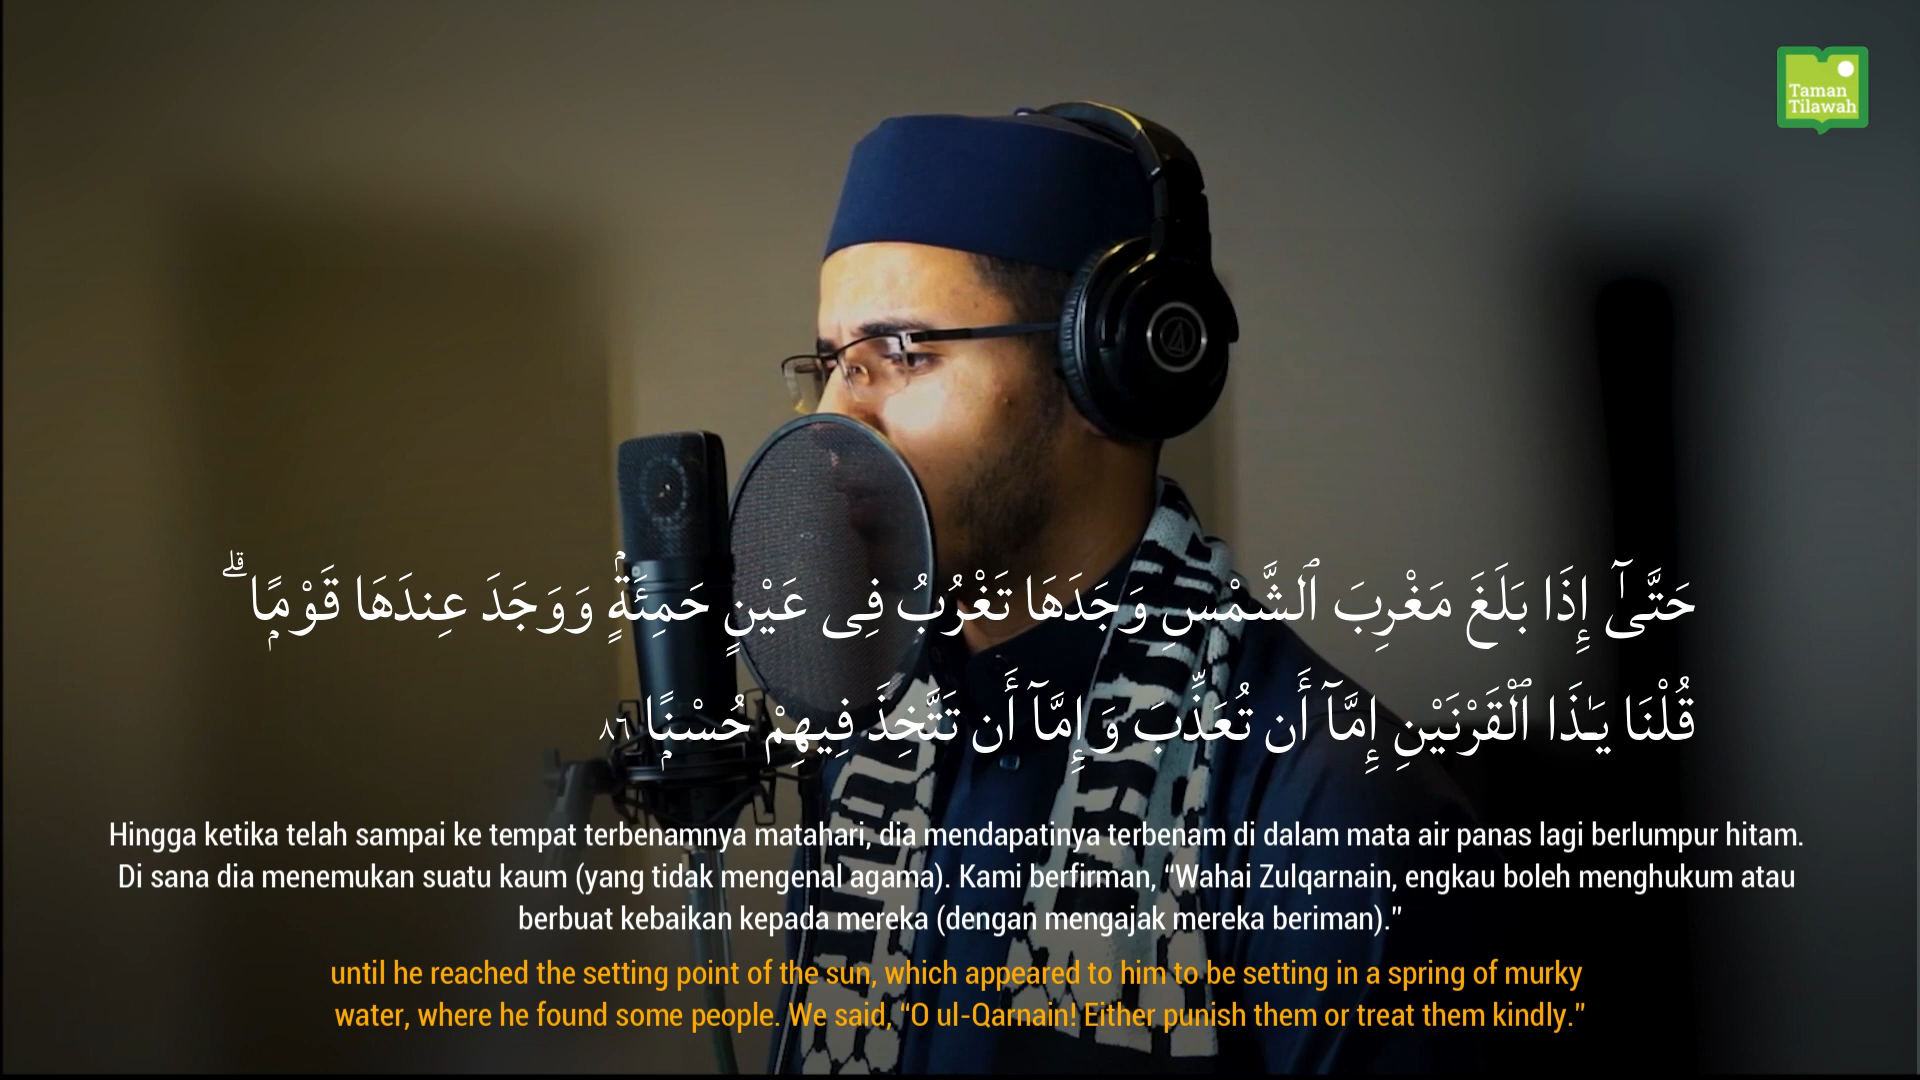 Taman
Tilawah
حَتَّىٰٓ إِذَا بَلَغَ مَغْرِبَ ٱلشَّمْسِ وَجَدَهَا تَغْرُبُ فِى عَيْنٍ حَمِئَةٍۢ وَوَجَدَ عِندَهَا قَوْمًۭا ۗ
قُلْنَا يَـٰذَا ٱلْقَرْنَيْنِ إِمَّآ أَن تُعَذِّبَ وَإِمَّآ أَن تَتَّخِذَ فِيهِمْ حُسْنًۭا ٨٦
Hingga ketika telah sampai ke tempat terbenamnya matahari, dia mendapatinya terbenam di dalam mata air panas lagi berlumpur hitam.
Di sana dia menemukan suatu kaum (yang tidak mengenal agama). Kami berfirman, “Wahai Zulqarnain, engkau boleh menghukum atau
berbuat kebaikan kepada mereka (dengan mengajak mereka beriman).”
until he reached the setting point of the sun, which appeared to him to be setting in a spring of murky
water, where he found some people. We said, “O ul-Qarnain! Either punish them or treat them kindly.”